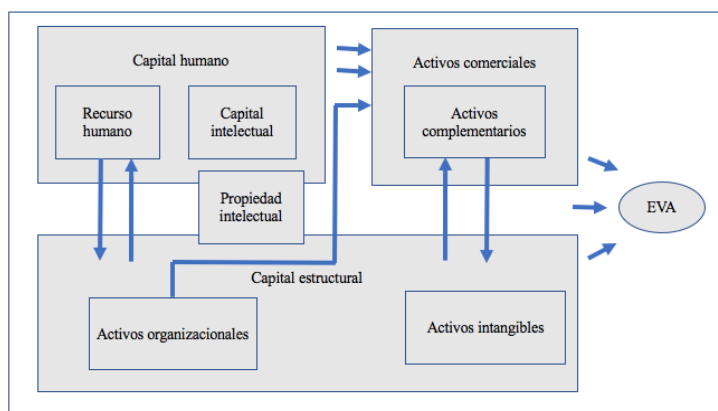 Capital humano
Recurso
humano
Capital
intelectual
Activos comerciales
Activos
complementarios
Propiedad
intelectual
EVA
Capital estructural
Activos organizacionales
Activos intangibles